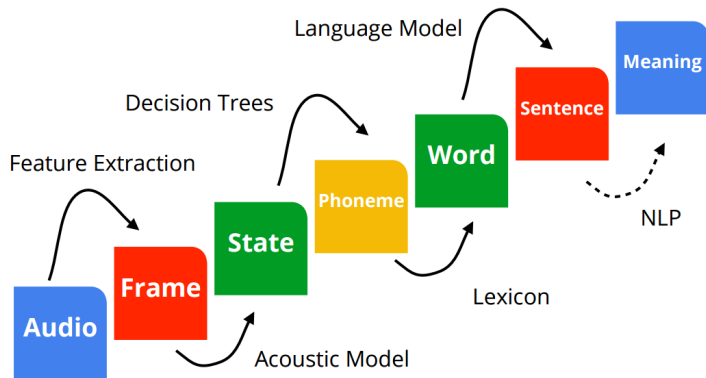 Language Model
Meaning
Sentence
Decision Trees
Word
Feature Extraction
Phoneme
State
NLP
Frame
Lexicon
Audio
Acoustic Model